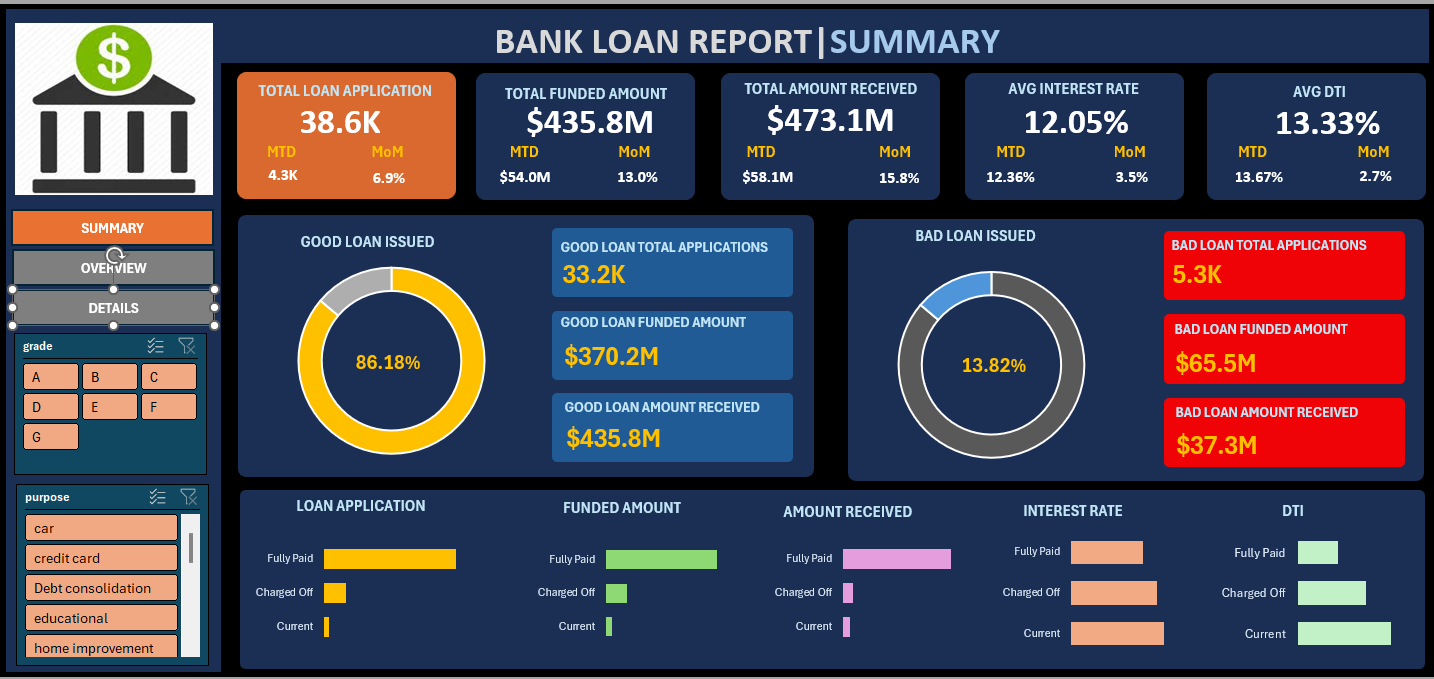 BANK LOAN REPORT|SUMMARY
$
TOTAL LOAN APPLICATION
38.6K
MTD MoM
4.3K 6.9%
TOTAL FUNDED AMOUNT
$435.8M
MTD MoM
$54.0M 13.0%
TOTAL AMOUNT RECEIVED
$473.1M
MTD MoM
$58.1M 15.8%
AVG INTEREST RATE
12.05%
MTD MoM
12.36% 3.5%
AVG DTI
13.33%
MTD MoM
13.67% 2.7%
SUMMARY
OVERVIEW
DETAILS
grade
A B C
D E F
G
purpose
car
credit card
Debt consolidation
educational
home improvement
GOOD LOAN ISSUED
86.18%
GOOD LOAN TOTAL APPLICATIONS
33.2K
GOOD LOAN FUNDED AMOUNT
$370.2M
GOOD LOAN AMOUNT RECEIVED
$435.8M
BAD LOAN ISSUED
13.82%
BAD LOAN TOTAL APPLICATIONS
5.3K
BAD LOAN FUNDED AMOUNT
$65.5M
BAD LOAN AMOUNT RECEIVED
$37.3M
LOAN APPLICATION
Fully Paid
Charged Off
Current
FUNDED AMOUNT
Fully Paid
Charged Off
Current
AMOUNT RECEIVED
Fully Paid
Charged Off
Current
INTEREST RATE
Fully Paid
Charged Off
Current
DTI
Fully Paid
Charged Off
Current